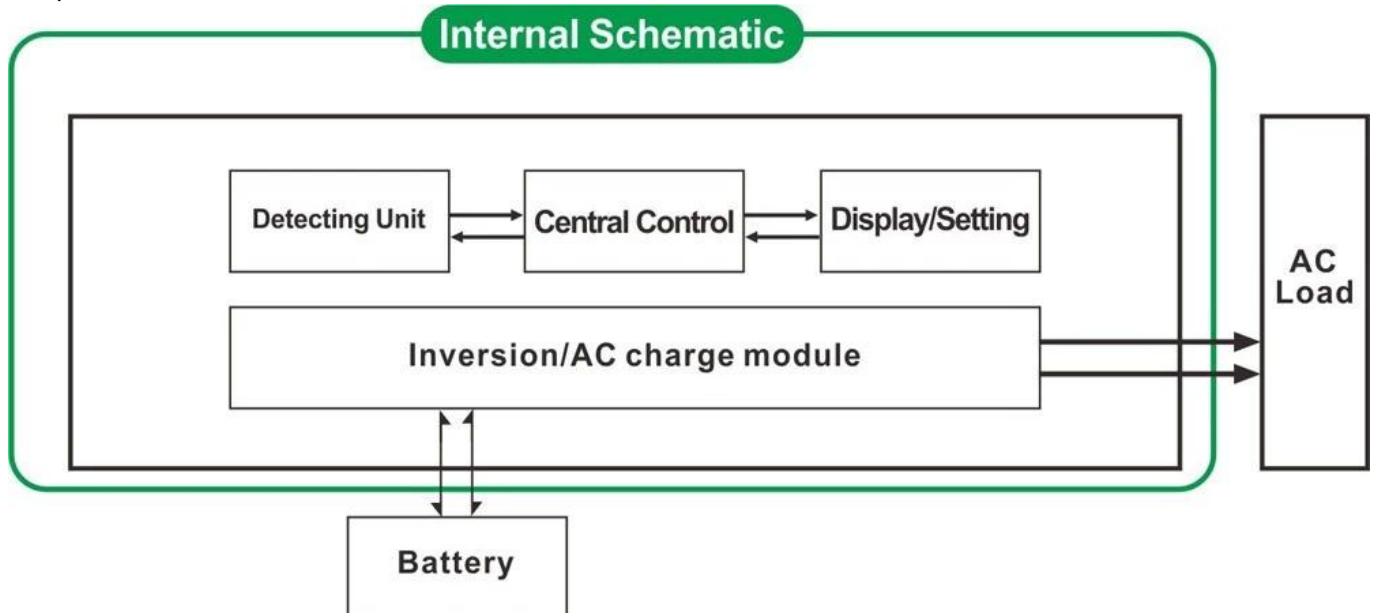 Internal Schematic
Detecting Unit
Central Control
Display/Setting
AC
Load
Inversion/AC charge module
Battery